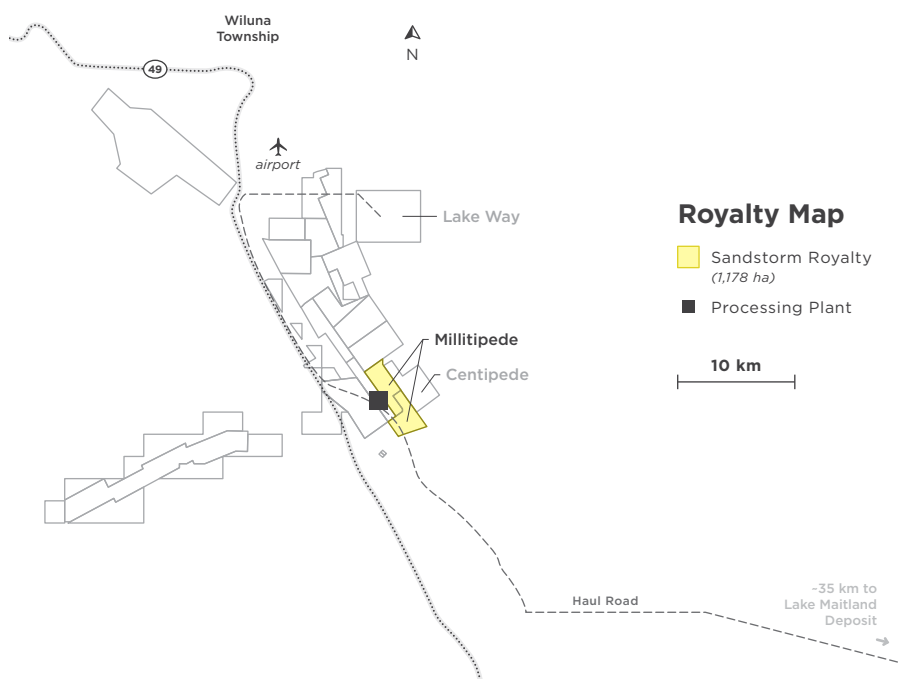 Wiluna
Township
N
49
airport
Lake Way
Royalty Map
Sandstorm Royalty
(1,178 ha)
Processing Plant
Millitipede
10 km
Centipede
~35 km to
Lake Maitland
Deposit
Haul Road